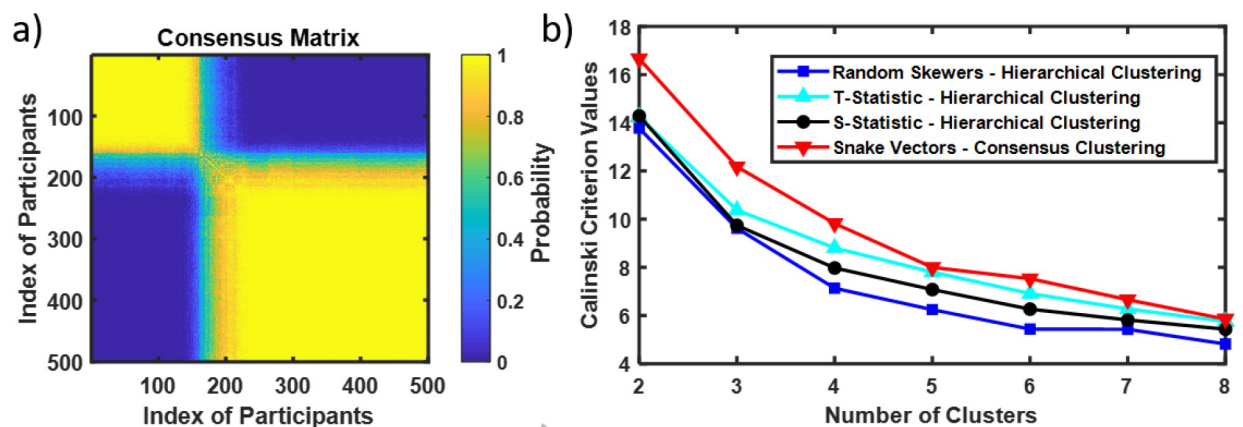 a)
Consensus Matrix
Index of Participants
100
200
300
400
500
100 200 300 400 500
Index of Participants
1
0.8
0.6
0.4
0.2
0
Probability
b)
Calinski Criterion Values
18
16
14
12
10
8
6
4
Random Skewers - Hierarchical Clustering
T-Statistic - Hierarchical Clustering
S-Statistic - Hierarchical Clustering
Snake Vectors - Consensus Clustering
2 3 4 5 6 7 8
Number of Clusters